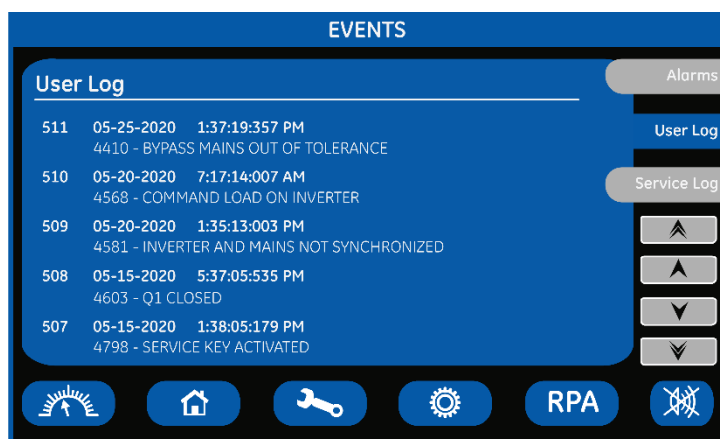 EVENTS
User Log
Alarms
User Log
Service Log
511 05-25-2020 1:37:19:357 PM
4410 - BYPASS MAINS OUT OF TOLERANCE
510 05-20-2020 7:17:14:007 AM
4568 - COMMAND LOAD ON INVERTER
509 05-20-2020 1:35:13:003 PM
4581 - INVERTER AND MAINS NOT SYNCHRONIZED
508 05-15-2020 5:37:05:535 PM
4603 - Q1 CLOSED
507 05-15-2020 1:38:05:179 PM
4798 - SERVICE KEY ACTIVATED
RPA